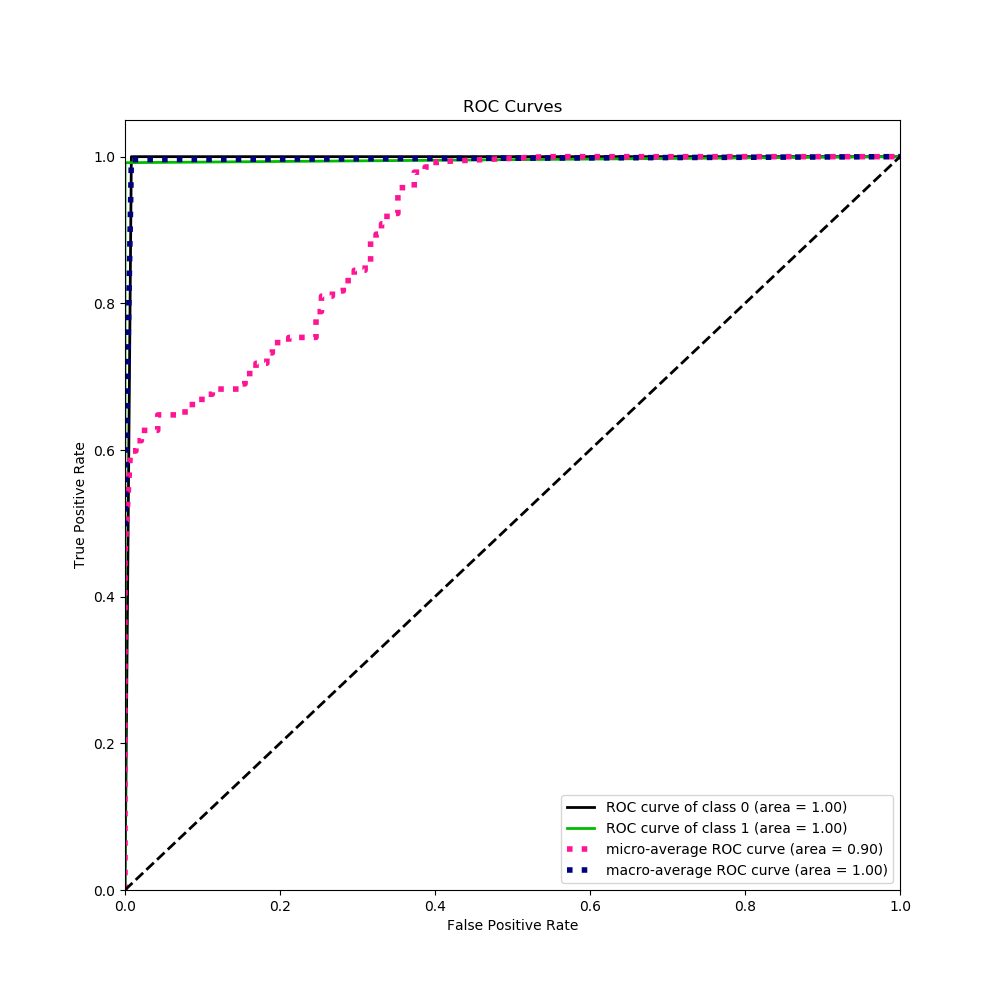 ROC Curves
1.0
0.8
0.6
0.4
0.2
0.0
True Positive Rate
0.0 0.2 0.4 0.6 0.8 1.0
False Positive Rate
ROC curve of class 0 (area = 1.00)
ROC curve of class 1 (area = 1.00)
micro-average ROC curve (area = 0.90)
macro-average ROC curve (area = 1.00)